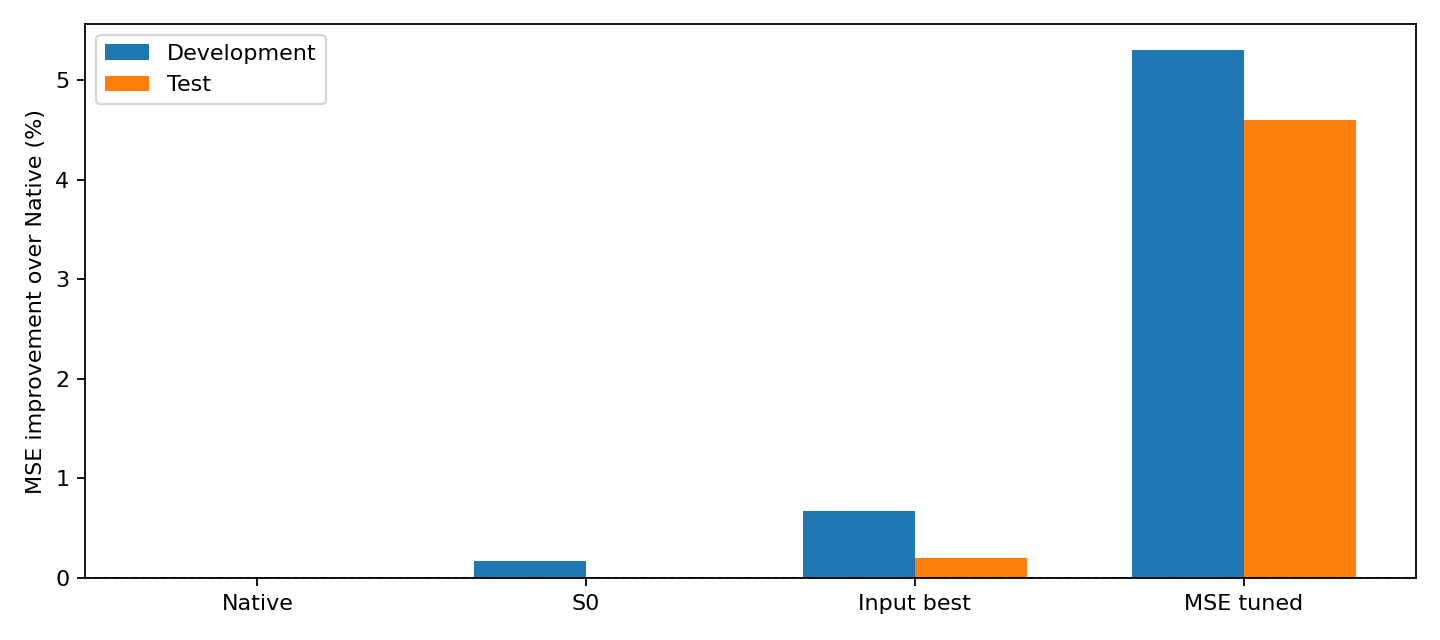 Development
Test
MSE improvement over Native (%)
5
4
3
2
1
0
Native
S0
Input best
MSE tuned